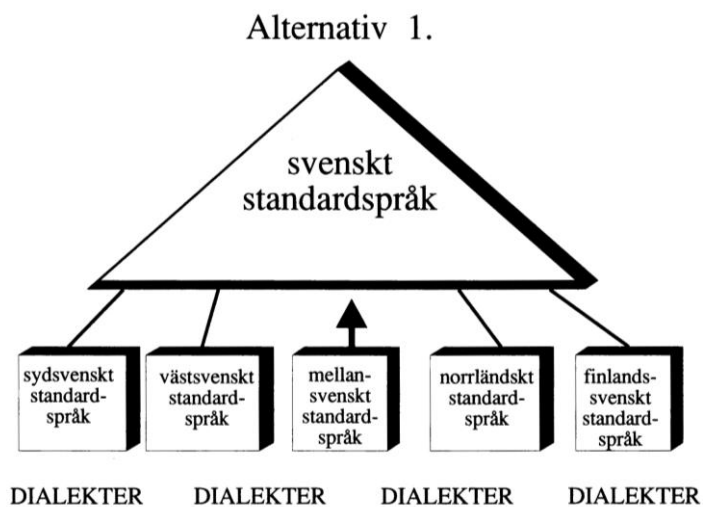 Alternativ 1.
svenskt
standardspråk
sydsvenskt
standard-
språk
västsvenskt
standard-
språk
mellan-
svenskt
standard-
språk
norrländskt
standard-
språk
finlands-
svenskt
standard-
språk
DIALEKTER DIALEKTER DIALEKTER DIALEKTER